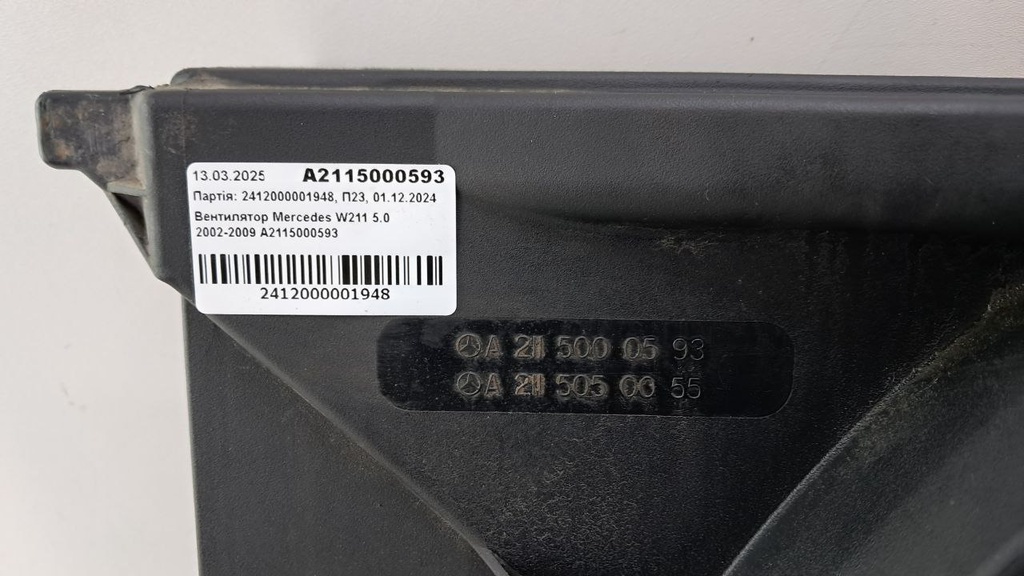 13.03.2025 A2115000593
Партія: 2412000001948, П23, 01.12.2024
Вентилятор Mercedes W211 5.0
2002-2009 A2115000593
2412000001948
A 211 500 05 93
A 211 505 00 55